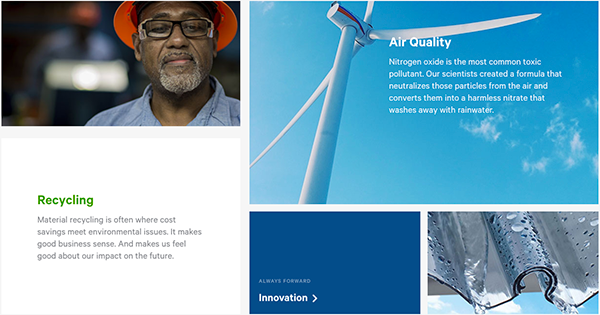 Air Quality
Nitrogen oxide is the most common toxic
pollutant. Our scientists created a formula that
neutralizes those particles from the air and
converts them into a harmless nitrate that
washes away with rainwater.
Recycling
Material recycling is often where cost
savings meet environmental issues. It makes
good business sense. And makes us feel
good about our impact on the future.
ALWAYS FORWARD
Innovation